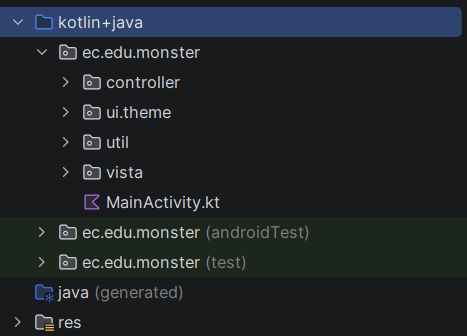 kotlin+java
ec.edu.monster
controller
ui.theme
util
vista
MainActivity.kt
ec.edu.monster (androidTest)
ec.edu.monster (test)
java (generated)
res